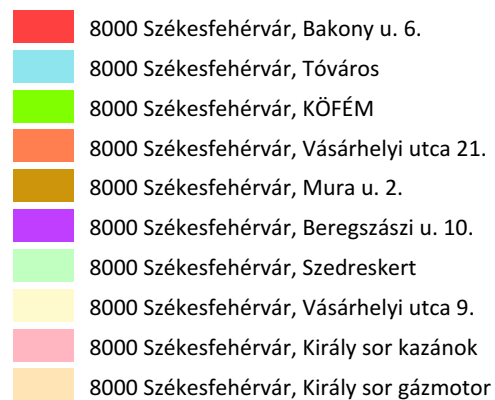 8000 Székesfehérvár, Bakony u. 6.
8000 Székesfehérvár, Tóváros
8000 Székesfehérvár, KÖFÉM
8000 Székesfehérvár, Vásárhelyi utca 21.
8000 Székesfehérvár, Mura u. 2.
8000 Székesfehérvár, Beregszászi u. 10.
8000 Székesfehérvár, Szedreskert
8000 Székesfehérvár, Vásárhelyi utca 9.
8000 Székesfehérvár, Király sor kazánok
8000 Székesfehérvár, Király sor gázmotor